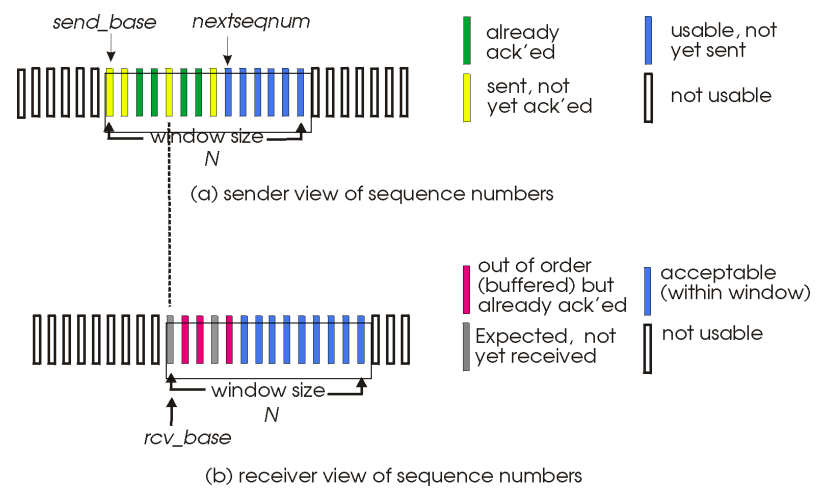 send_base
nextseqnum
already
ack'ed
usable, not
yet sent
sent, not
yet ack'ed
not usable
window size
N
(a) sender view of sequence numbers
out of order
(buffered) but
already ack'ed
acceptable
(within window)
Expected, not
yet received
not usable
window size
N
rcv_base
(b) receiver view of sequence numbers